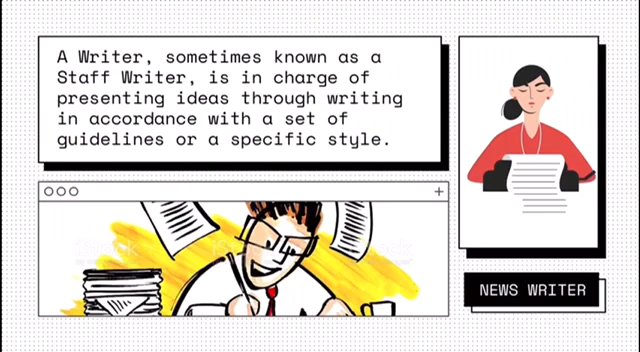 A Writer, sometimes known as a
Staff Writer, is in charge of
presenting ideas through writing
in accordance with a set of
guidelines or a specific style.
NEWS WRITER